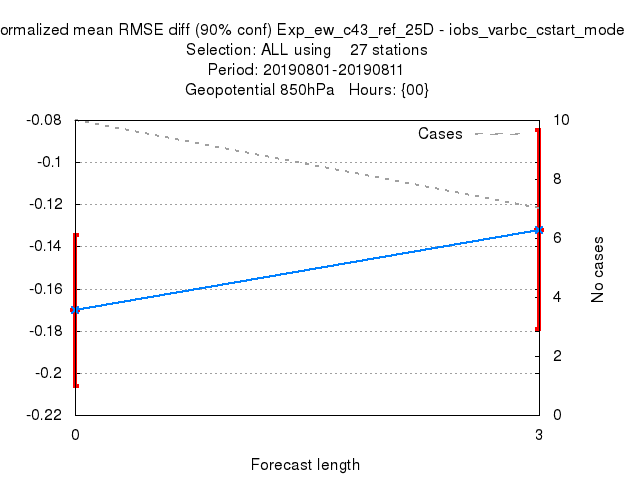 ormalized mean RMSE diff (90% conf) Exp_ew_c43_ref_25D - iobs_varbc_cstart_mode
Selection: ALL using 27 stations
Period: 20190801-20190811
Geopotential 850hPa Hours: {00}
Cases
-0.08
-0.1
-0.12
-0.14
-0.16
-0.18
-0.2
-0.22
10
8
6
4
2
0
No cases
0 3
Forecast length